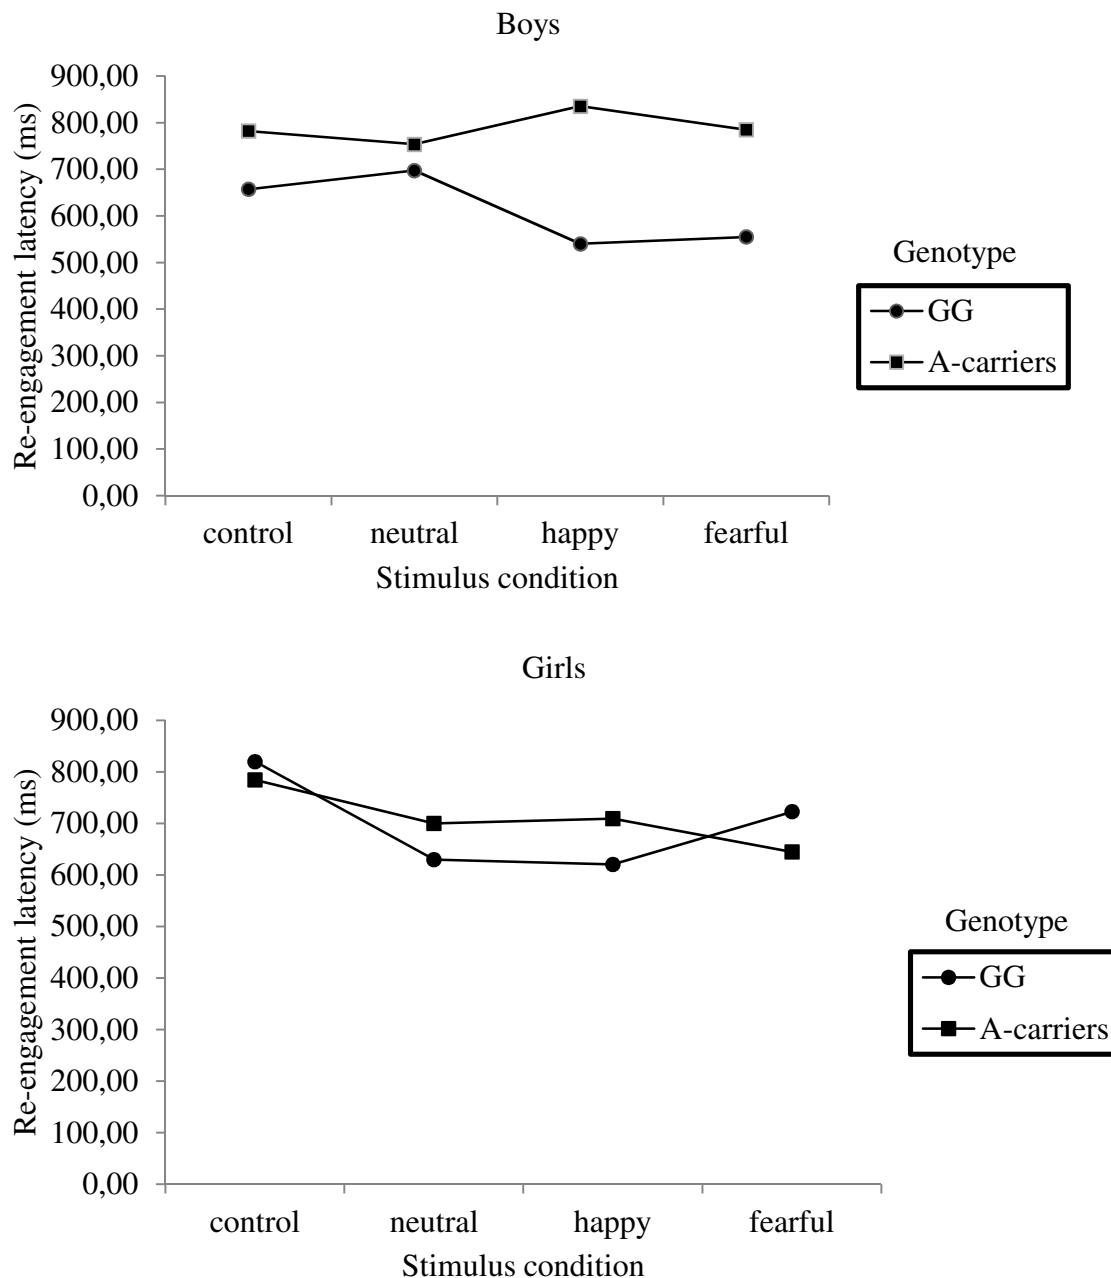 Boys
Re-engagement latency (ms)
900,00
800,00
700,00
600,00
500,00
400,00
300,00
200,00
100,00
0,00
control neutral happy fearful
Stimulus condition
Genotype
GG
A-carriers
Girls
Re-engagement latency (ms)
900,00
800,00
700,00
600,00
500,00
400,00
300,00
200,00
100,00
0,00
control neutral happy fearful
Stimulus condition
Genotype
GG
A-carriers